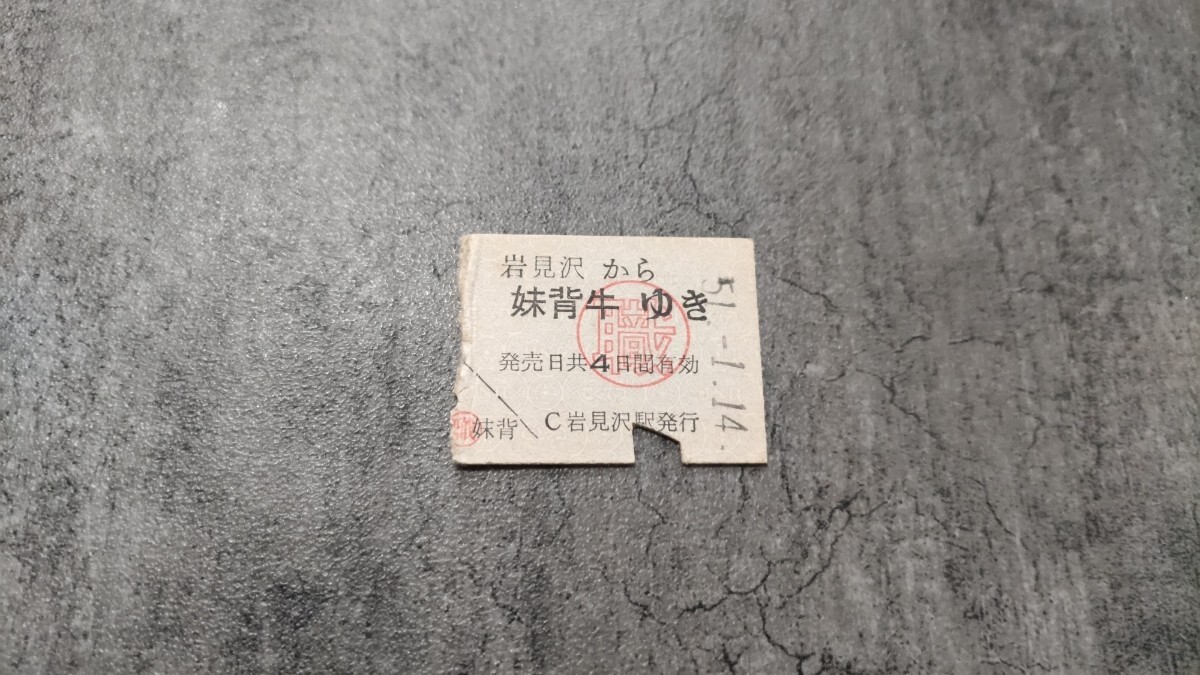 岩見沢 から
妹背牛 ゆき
職
発売日共4日間有効
妹背
C岩見沢駅発行
51.-1.14.